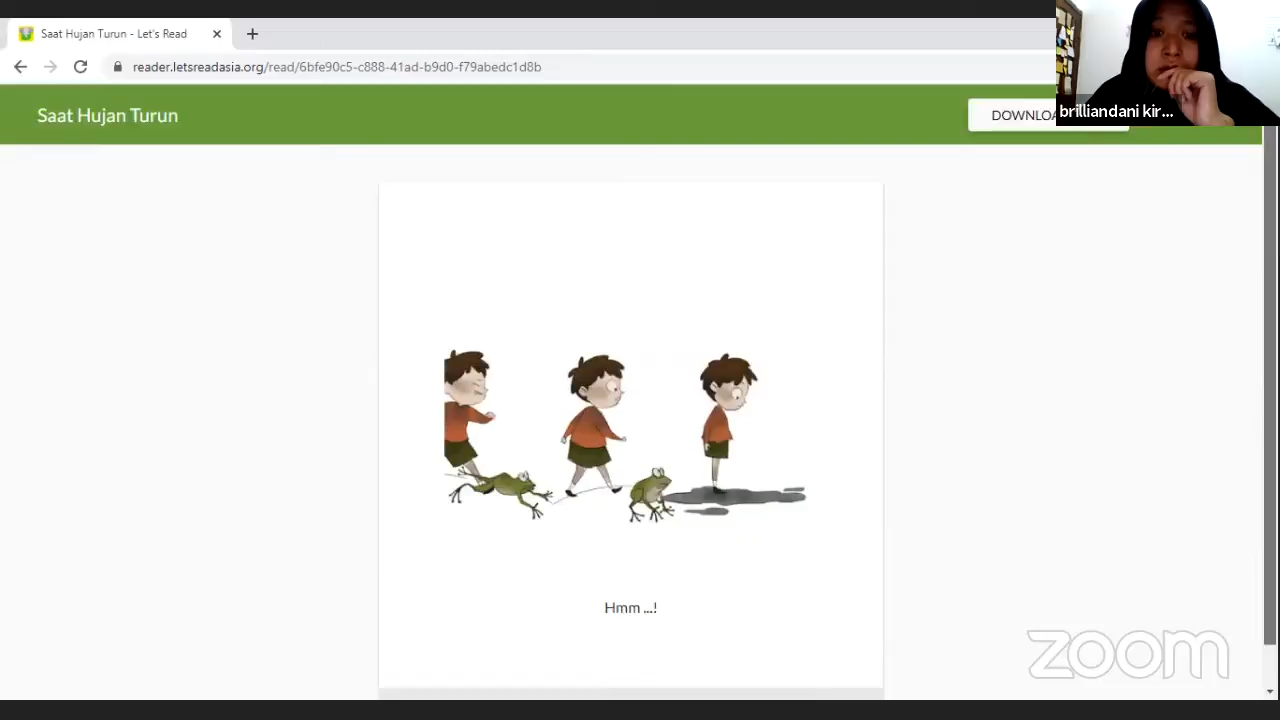 Saat Hujan Turun - Let's Read
reader.letsreadasia.org/read/6bfe90c5-c888-41ad-b9d0-f79abedc1d8b
Saat Hujan Turun
DOWNLOA
brilliandani kir...
Hmm ...!
zoom